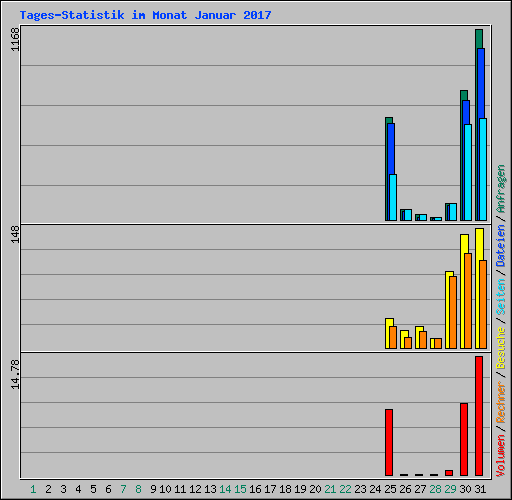 Tages-Statistik im Monat Januar 2017
1168
148
14.78
Volumen / Rechner / Besuche / Seiten / Dateien / Anfragen
1 2 3 4 5 6 7 8 9 10 11 12 13 14 15 16 17 18 19 20 21 22 23 24 25 26 27 28 29 30 31